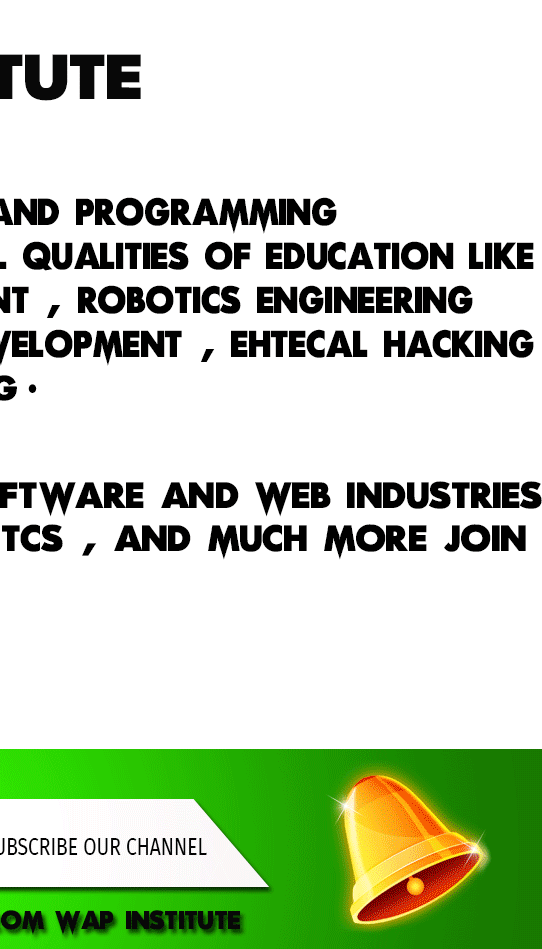 TUTE
AND PROGRAMMING
. QUALITIES OF EDUCATION LIKE
NT , ROBOTICS ENGINEERING
VELOPMENT , EHTECAL HACKING
G .
FTWARE AND WEB INDUSTRIES
TCS , AND MUCH MORE JOIN
UBSCRIBE OUR CHANNEL
OM WAP INSTITUTE